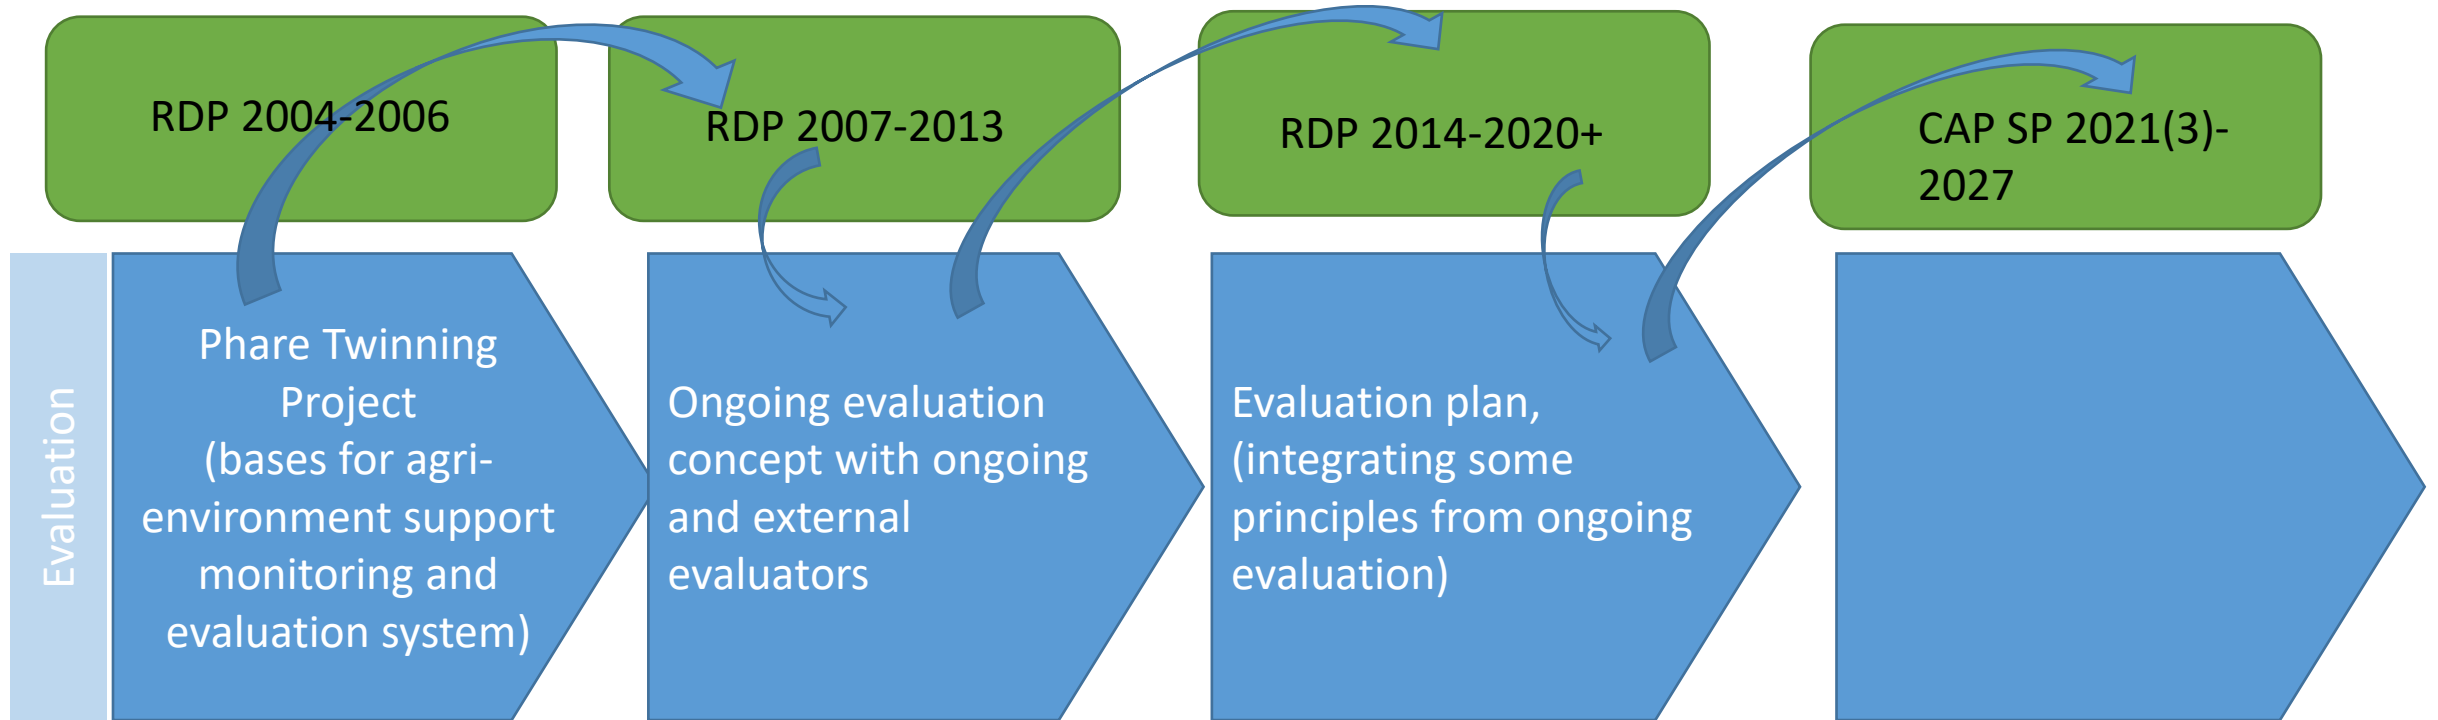 RDP 2004-2006
RDP 2007-2013
RDP 2014-2020+
CAP SP 2021(3)-
2027
Evaluation
Phare Twinning
Project
(bases for agri-
environment support
monitoring and
evaluation system)
Ongoing evaluation
concept with ongoing
and external
evaluators
Evaluation plan,
(integrating some
principles from ongoing
evaluation)